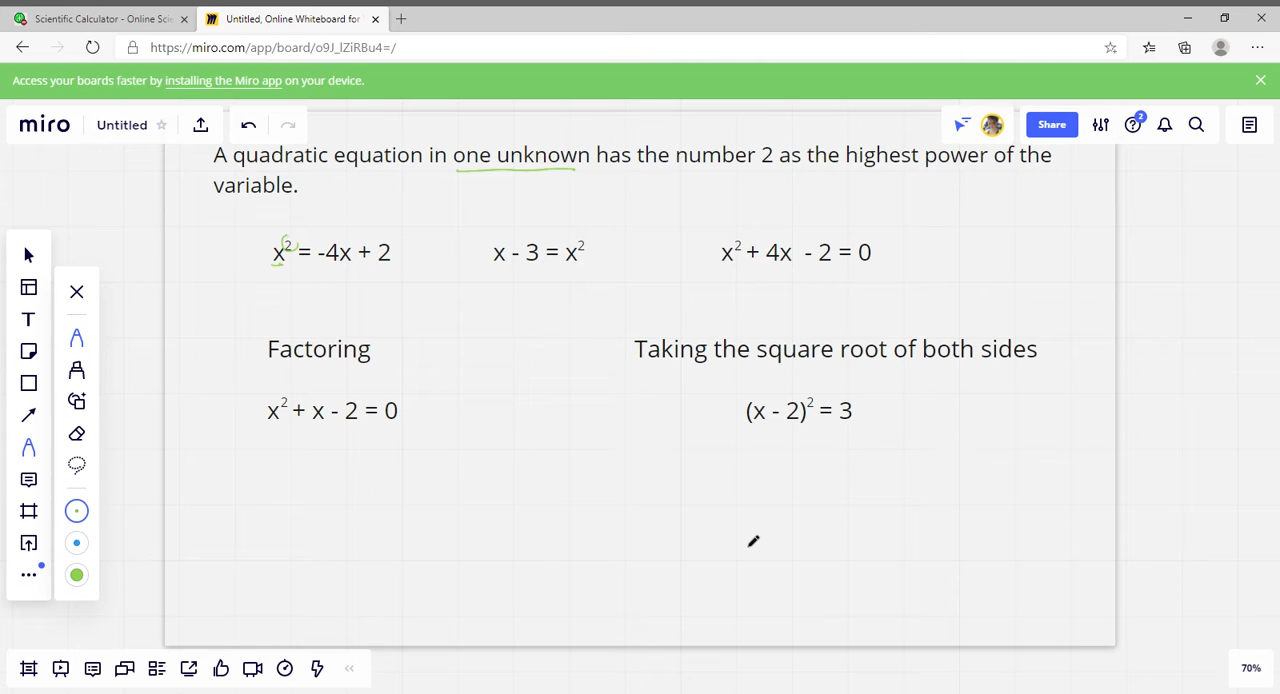 Scientific Calculator - Online Scie
Untitled, Online Whiteboard for
https://miro.com/app/board/o9J_lZiRBu4=/
Access your boards faster by installing the Miro app on your device.
miro
Untitled
Share
2
A quadratic equation in one unknown has the number 2 as the highest power of the
variable.
x² = -4x + 2
x - 3 = x²
x² + 4x - 2 = 0
Factoring
Taking the square root of both sides
x² + x - 2 = 0
(x - 2)² = 3
70%